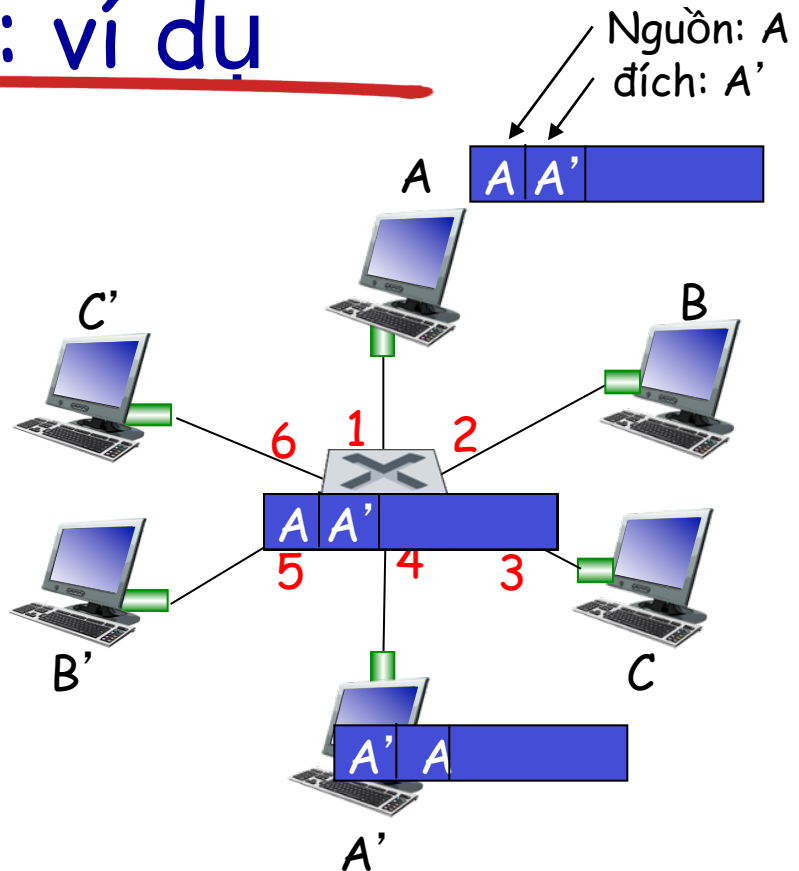 : ví dụ
Nguồn: A
đích: A’
A
A A’
C’
B
6 1 2
A A’
5 4 3
B’
C
A’ A
A’